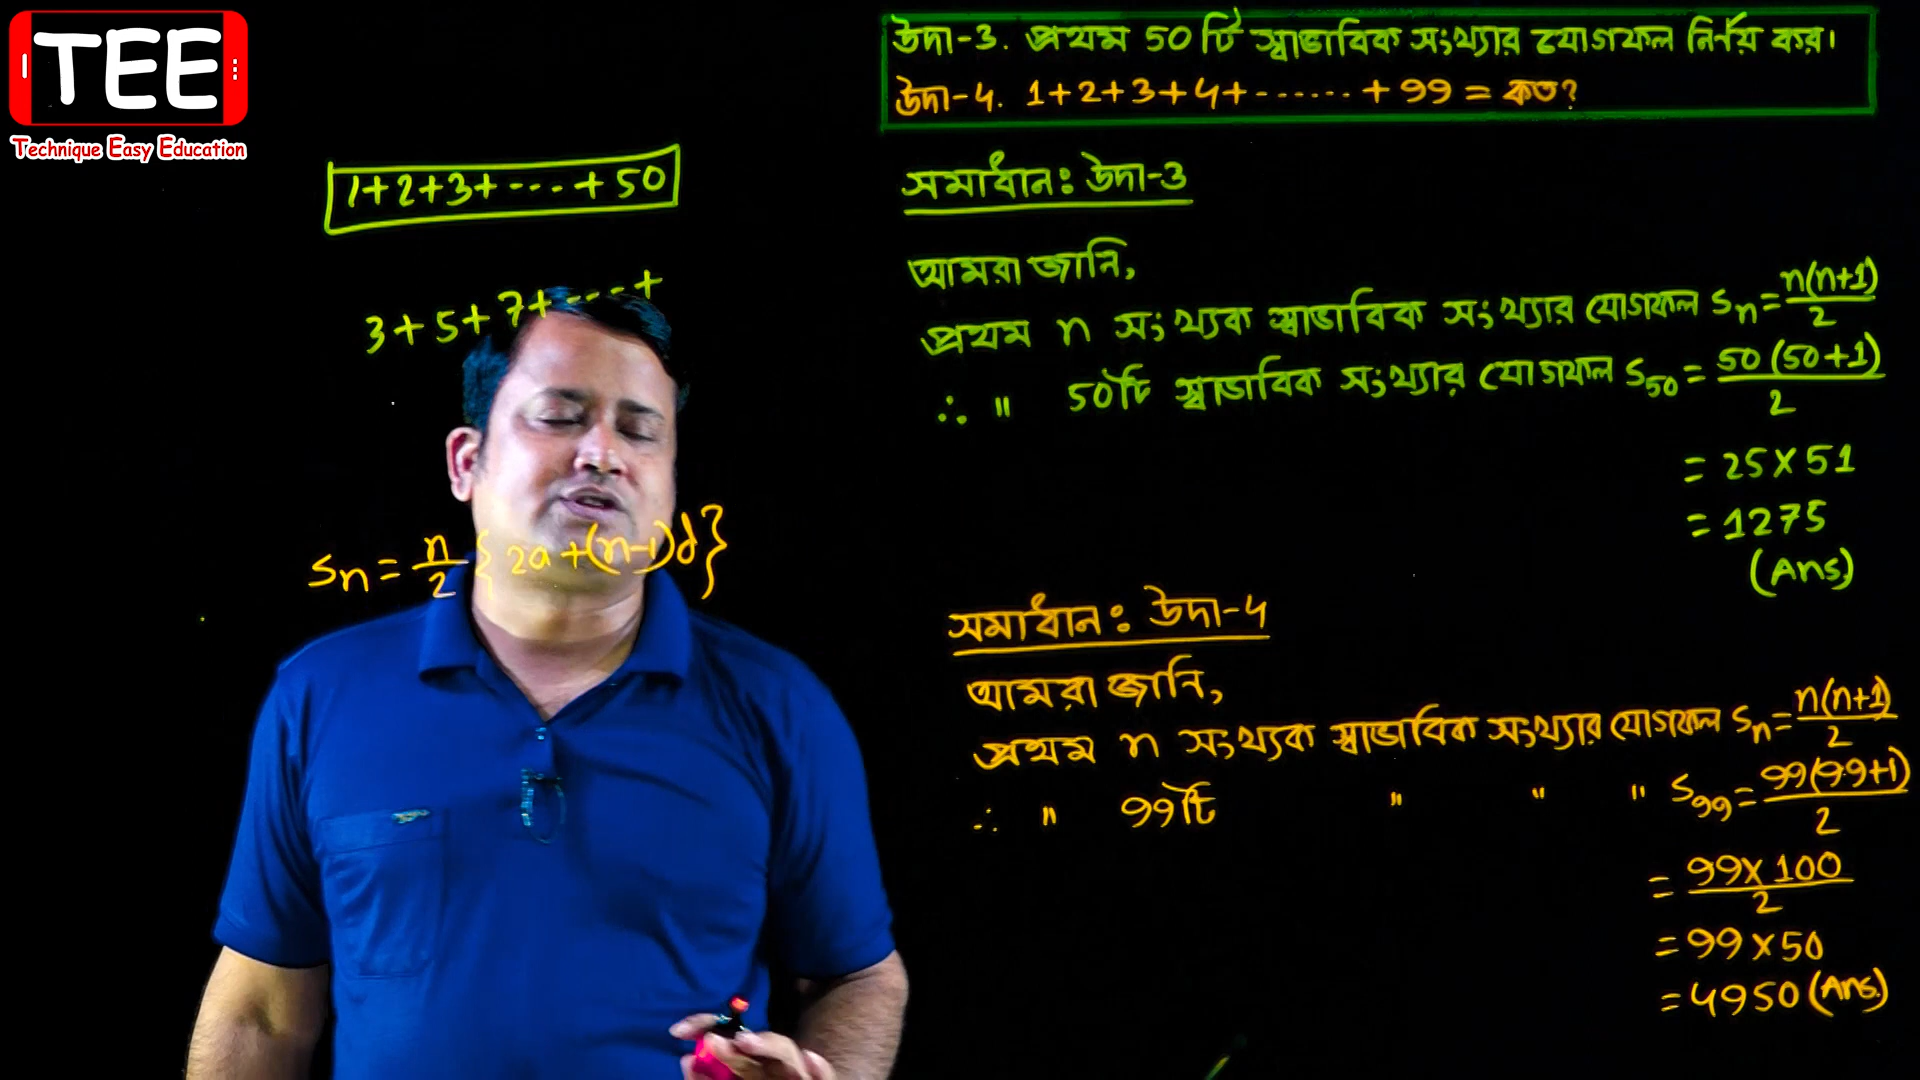 TEE
Technique Easy Education
উদা-3. প্রথম 50 টি স্বাভাবিক সংখ্যার যোগফল নির্ণয় কর।
উদা-4. 1+2+3+4+ ------- + 99 = কত?
1+2+3+ ---- + 50
3+5+7+ ---- +
Sn = n/2 { 2a + (n-1)d }
সমাধান: উদা-3
আমরা জানি,
প্রথম n সংখ্যক স্বাভাবিক সংখ্যার যোগফল Sn = n(n+1)/2
∴ " 50টি স্বাভাবিক সংখ্যার যোগফল S50 = 50(50+1)/2
= 25 X 51
= 1275
(Ans)
সমাধান: উদা-4
আমরা জানি,
প্রথম n সংখ্যক স্বাভাবিক সংখ্যার যোগফল Sn = n(n+1)/2
∴ " 99টি " " " S99 = 99(99+1)/2
= 99 X 100/2
= 99 X 50
= 4950 (Ans.)